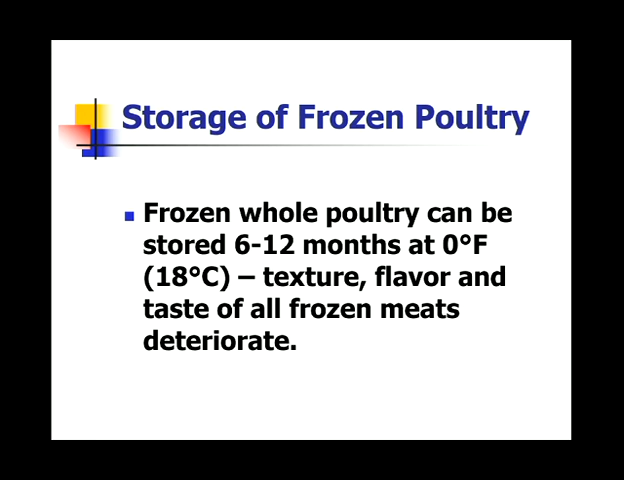 Storage of Frozen Poultry
Frozen whole poultry can be
stored 6-12 months at 0°F
(18°C) – texture, flavor and
taste of all frozen meats
deteriorate.